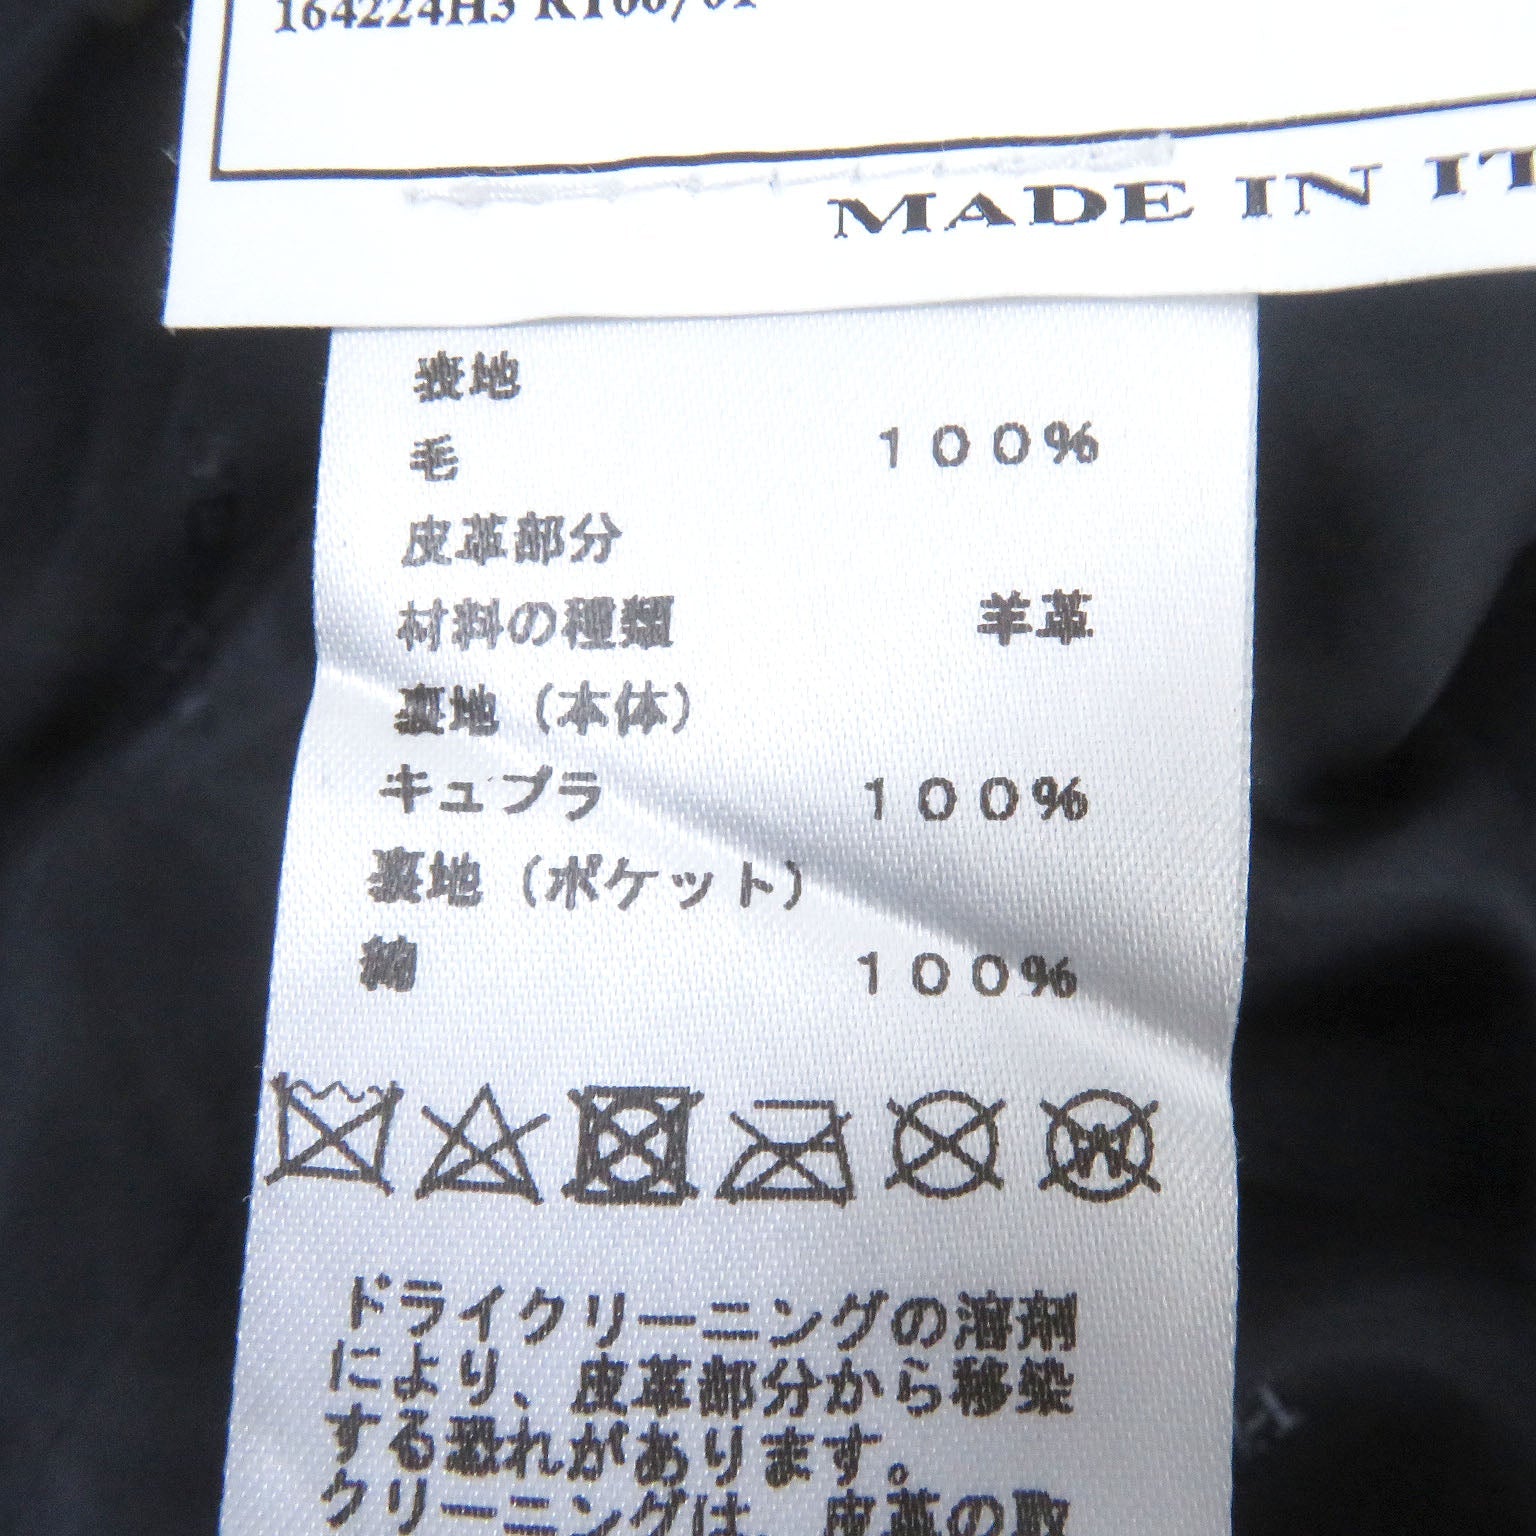 164224H3 R100/01
MADE IN IT
表地
毛 100%
皮革部分
材料の種類 羊革
裏地(本体)
キュプラ 100%
裏地(ポケット)
綿 100%
W
ドライクリーニングの溶剤
により、皮革部分から移染
する恐れがあります。
クリーニングは、皮革の取